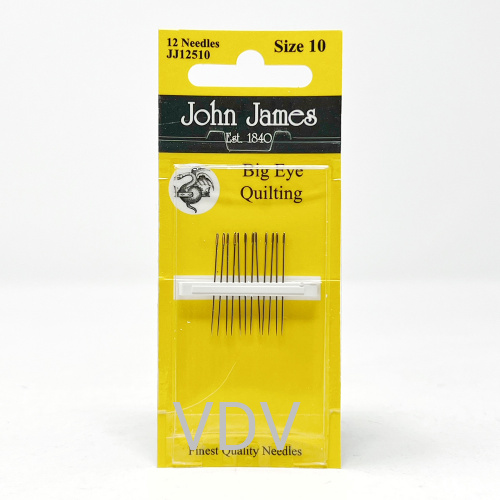 12 Needles
JJ12510
Size 10
John James
Est. 1840
Big Eye
Quilting
VDV
Finest Quality Needles